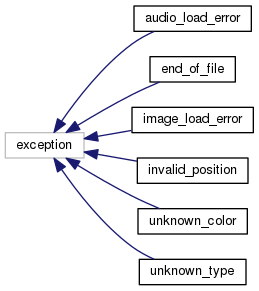 audio_load_error
end_of_file
image_load_error
exception
invalid_position
unknown_color
unknown_type